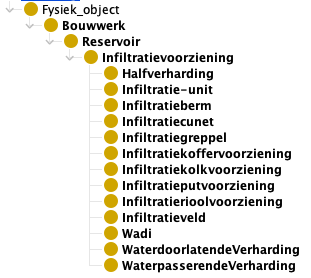 Fysiek_object
Bouwwerk
Reservoir
Infiltratievoorziening
Halfverharding
Infiltratie-unit
Infiltratieberm
Infiltratiecunet
Infiltratiegreppel
Infiltratiekoffervoorziening
Infiltratiekolkvoorziening
Infiltratieputvoorziening
Infiltratierioolvoorziening
Infiltratieveld
Wadi
WaterdoorlatendeVerharding
WaterpasserendeVerharding